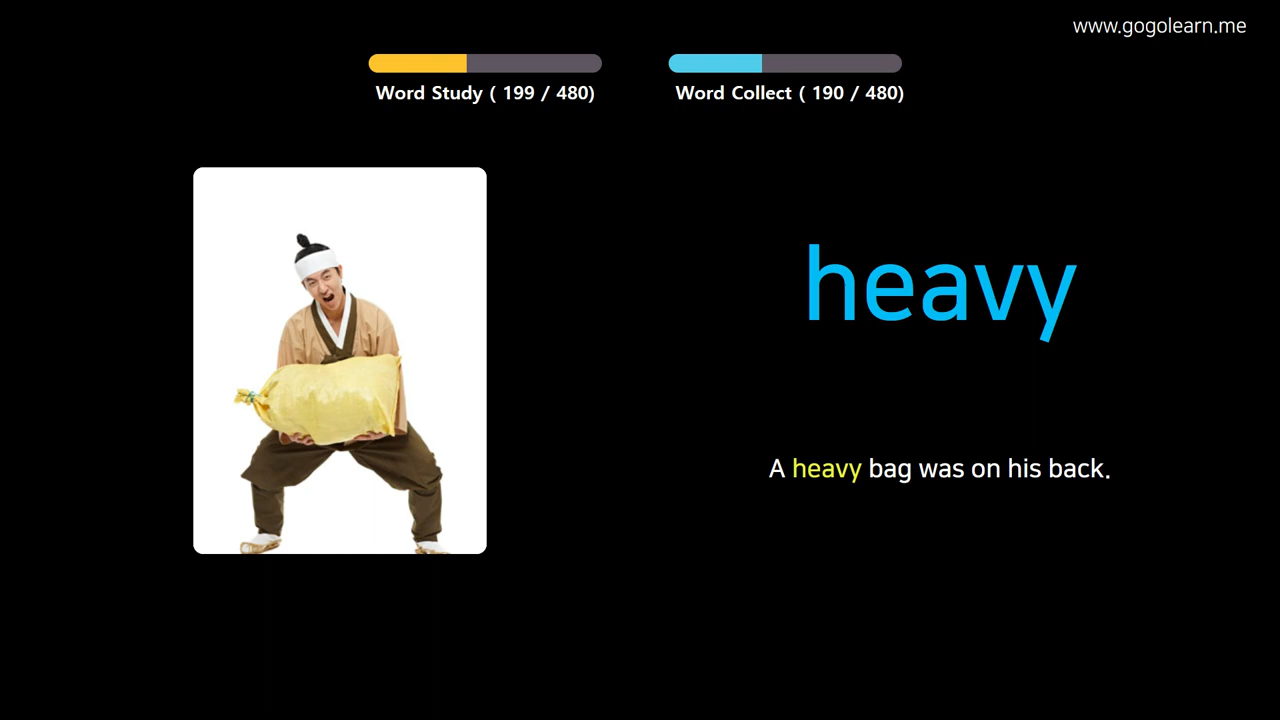 www.gogolearn.me
Word Study ( 199 / 480)
Word Collect ( 190 / 480)
heavy
A heavy bag was on his back.